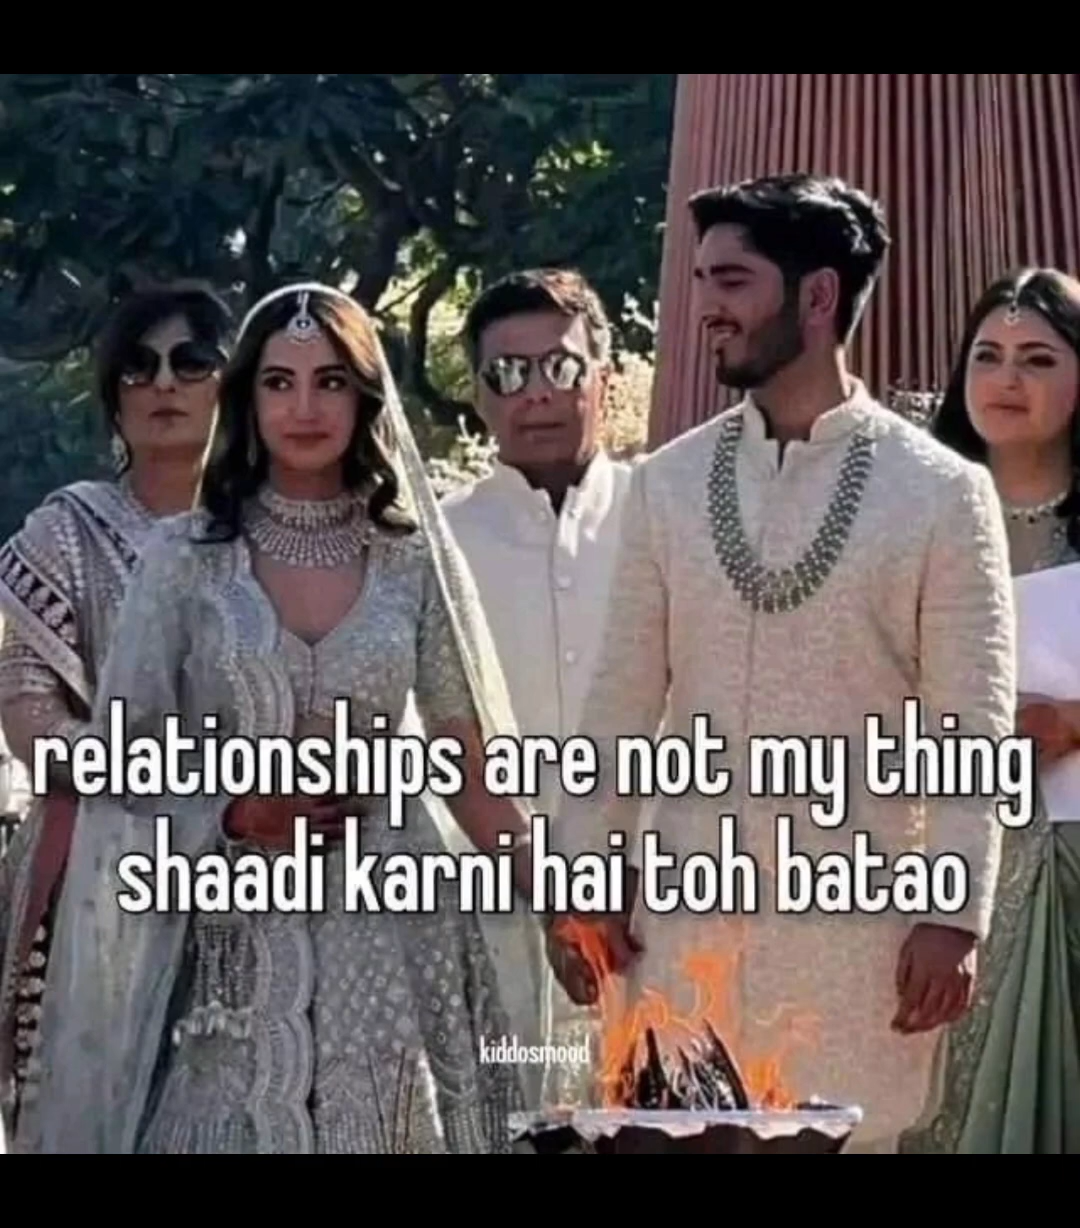 relationships are not my thing
shaadi karni hai toh batao
kiddosmood